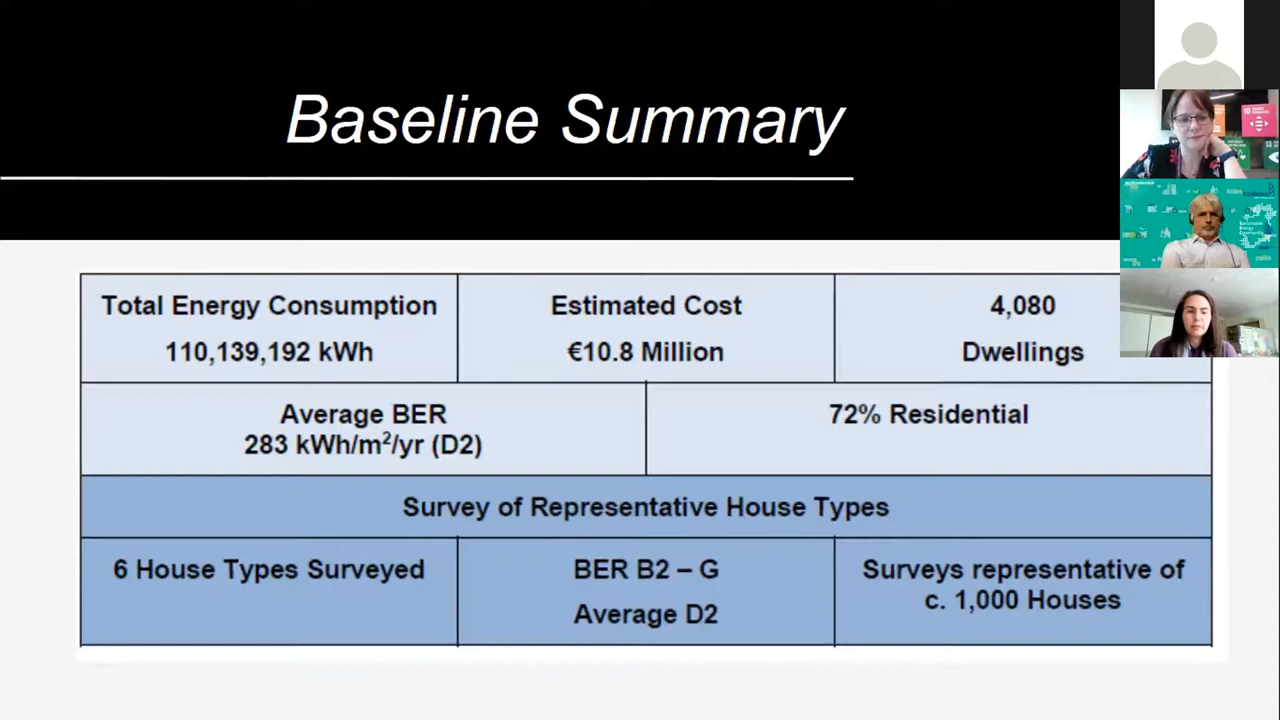 Baseline Summary
Total Energy Consumption
110,139,192 kWh
Estimated Cost
€10.8 Million
4,080
Dwellings
Average BER
283 kWh/m²/yr (D2)
72% Residential
Survey of Representative House Types
6 House Types Surveyed
BER B2 – G
Average D2
Surveys representative of
c. 1,000 Houses